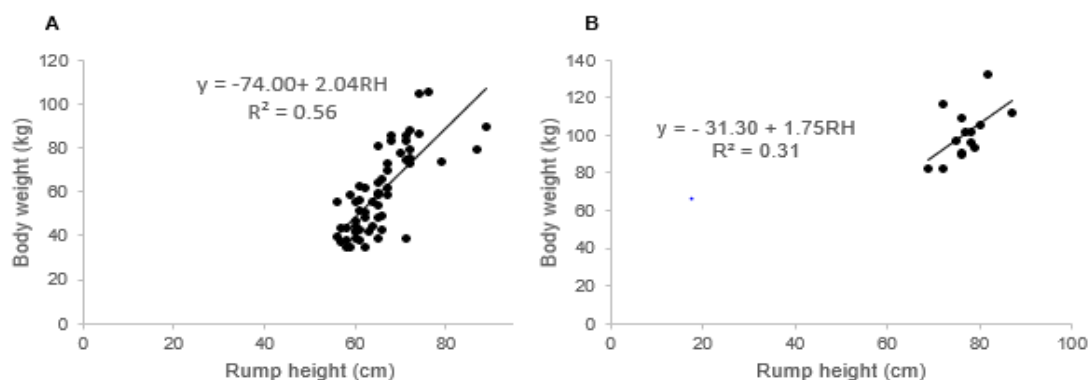 A
120
100
80
60
40
20
0
0
20
40
60
80
y = -74.00+ 2.04RH
R² = 0.56
Body weight (kg)
Rump height (cm)
B
140
120
100
80
60
40
20
0
0
20
40
60
80
100
y = - 31.30 + 1.75RH
R² = 0.31
Body weight (kg)
Rump height (cm)